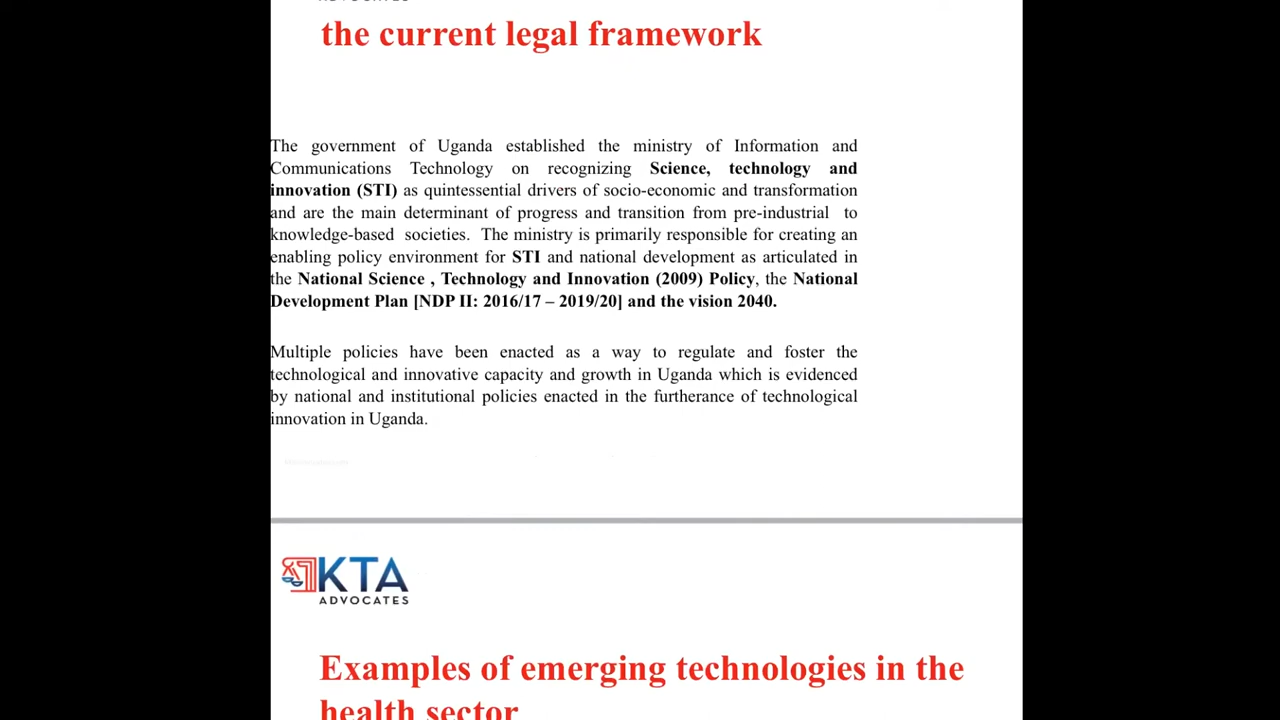 the current legal framework
The government of Uganda established the ministry of Information and
Communications Technology on recognizing Science, technology and
innovation (STI) as quintessential drivers of socio-economic and transformation
and are the main determinant of progress and transition from pre-industrial to
knowledge-based societies. The ministry is primarily responsible for creating an
enabling policy environment for STI and national development as articulated in
the National Science , Technology and Innovation (2009) Policy, the National
Development Plan [NDP II: 2016/17 – 2019/20] and the vision 2040.
Multiple policies have been enacted as a way to regulate and foster the
technological and innovative capacity and growth in Uganda which is evidenced
by national and institutional policies enacted in the furtherance of technological
innovation in Uganda.
KTA
ADVOCATES
Examples of emerging technologies in the
health sector